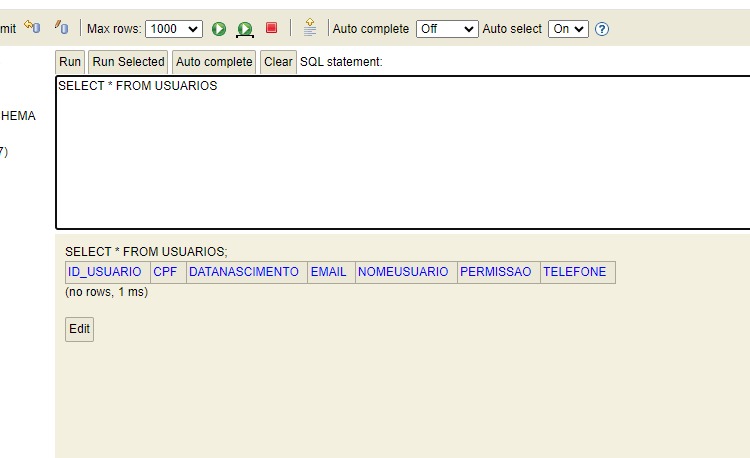 mit Max rows: 1000 Auto complete Off Auto select On ?
Run Run Selected Auto complete Clear SQL statement:
SELECT * FROM USUARIOS
HEMA
7)
SELECT * FROM USUARIOS;
ID_USUARIO CPF DATANASCIMENTO EMAIL NOMEUSUARIO PERMISSAO TELEFONE
(no rows, 1 ms)
Edit